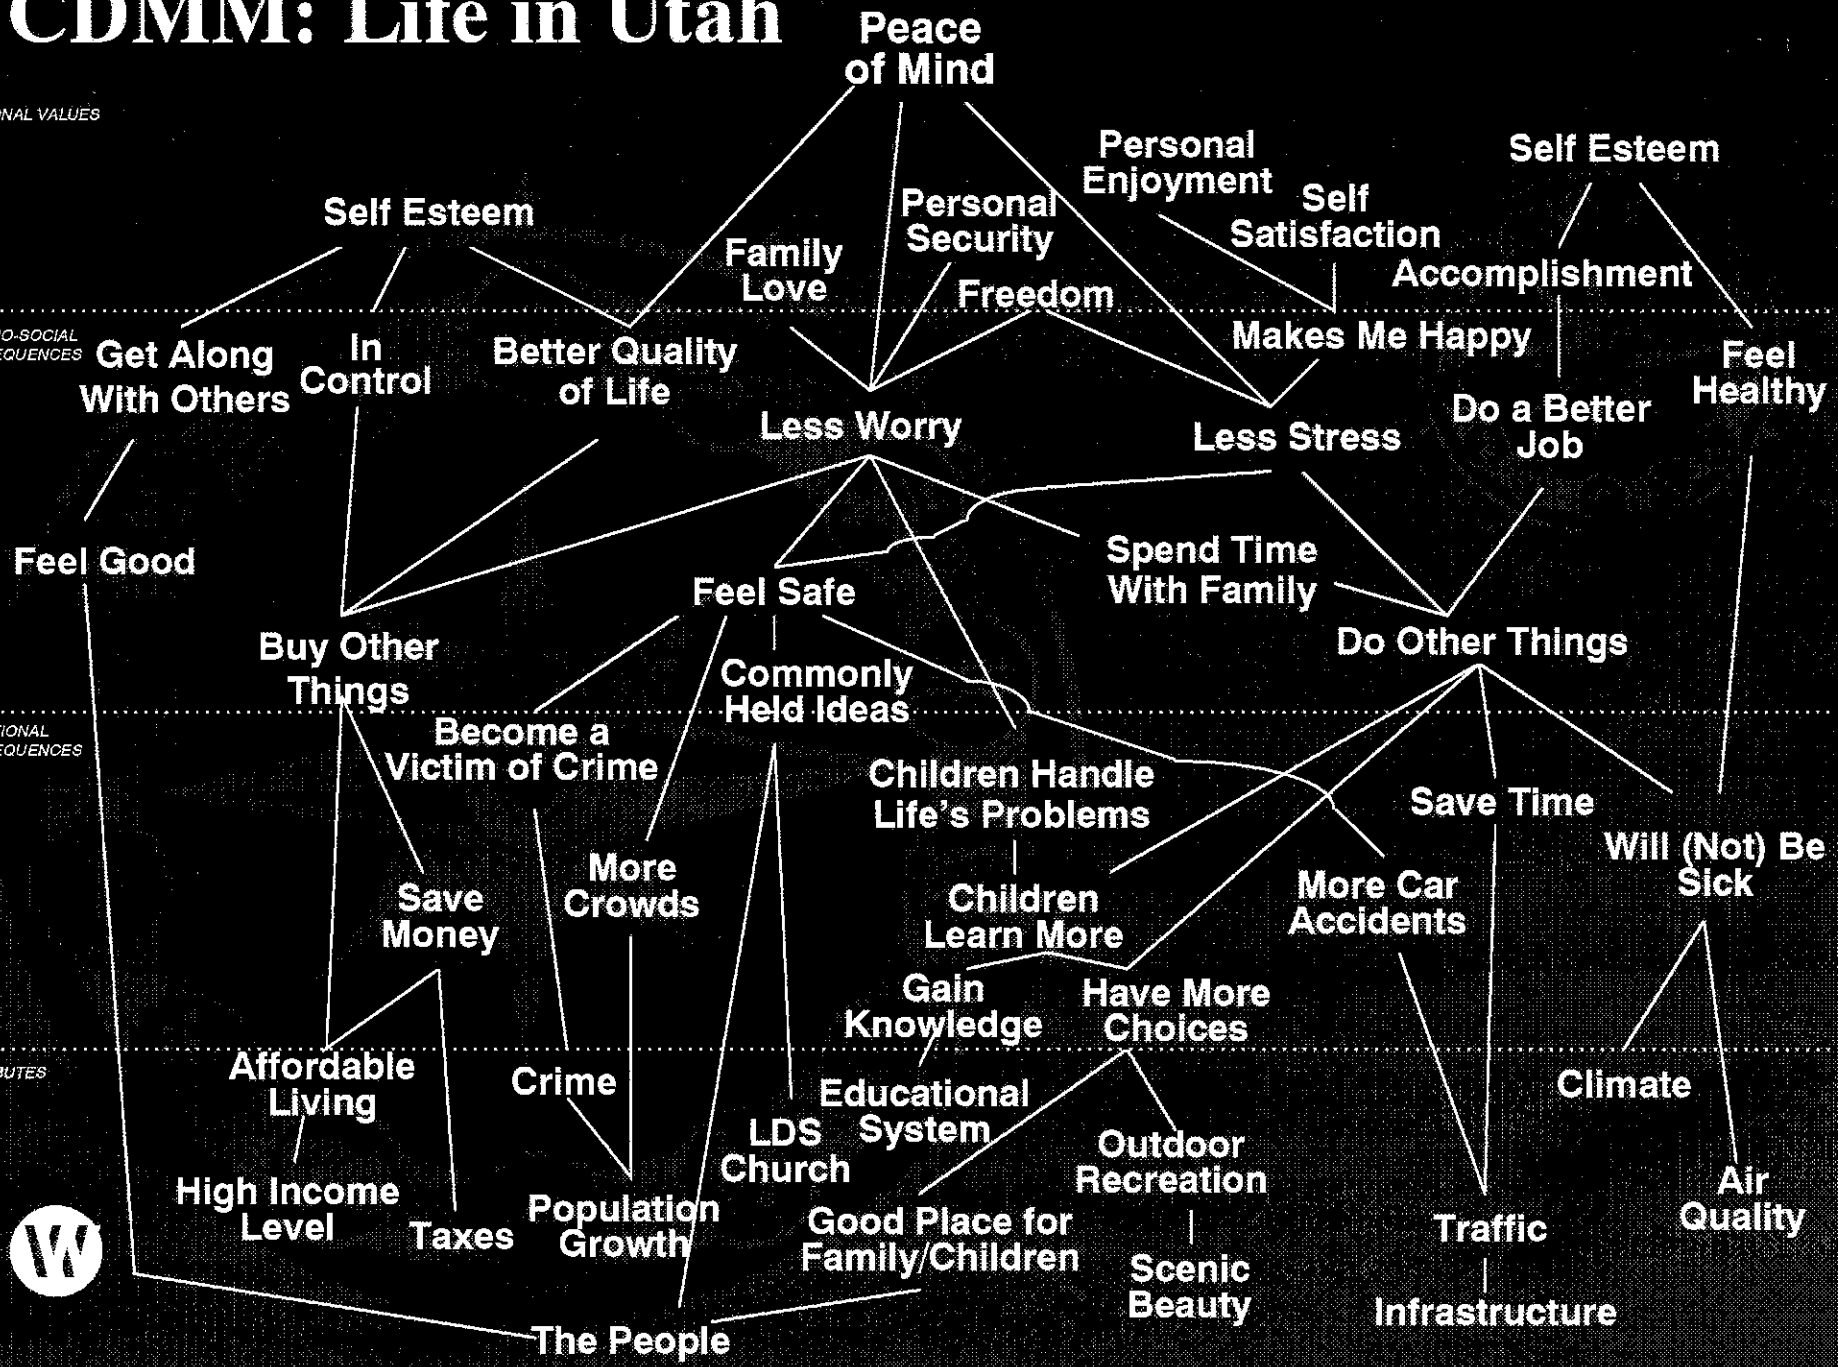 CDMM: Life in Utah
Peace
of Mind
NAL VALUES
Personal
Enjoyment
Self Esteem
Self
Satisfaction
Self Esteem
Personal
Security
Family
Love
Freedom
Accomplishment
O-SOCIAL
EQUENCES
Get Along
With Others
In
Control
Better Quality
of Life
Makes Me Happy
Feel
Healthy
Less Worry
Less Stress
Do a Better
Job
Feel Good
Spend Time
With Family
Feel Safe
Buy Other
Things
Do Other Things
Commonly
Held Ideas
IONAL
EQUENCES
Become a
Victim of Crime
Children Handle
Life's Problems
Save Time
Will (Not) Be
Sick
More
Crowds
Save
Money
Children
Learn More
More Car
Accidents
Gain
Knowledge
Have More
Choices
BUTES
Affordable
Living
Crime
Educational
System
Climate
LDS
Church
Outdoor
Recreation
High Income
Level
Taxes
Population
Growth
Good Place for
Family/Children
Traffic
Air
Quality
W
Scenic
Beauty
Infrastructure
The People